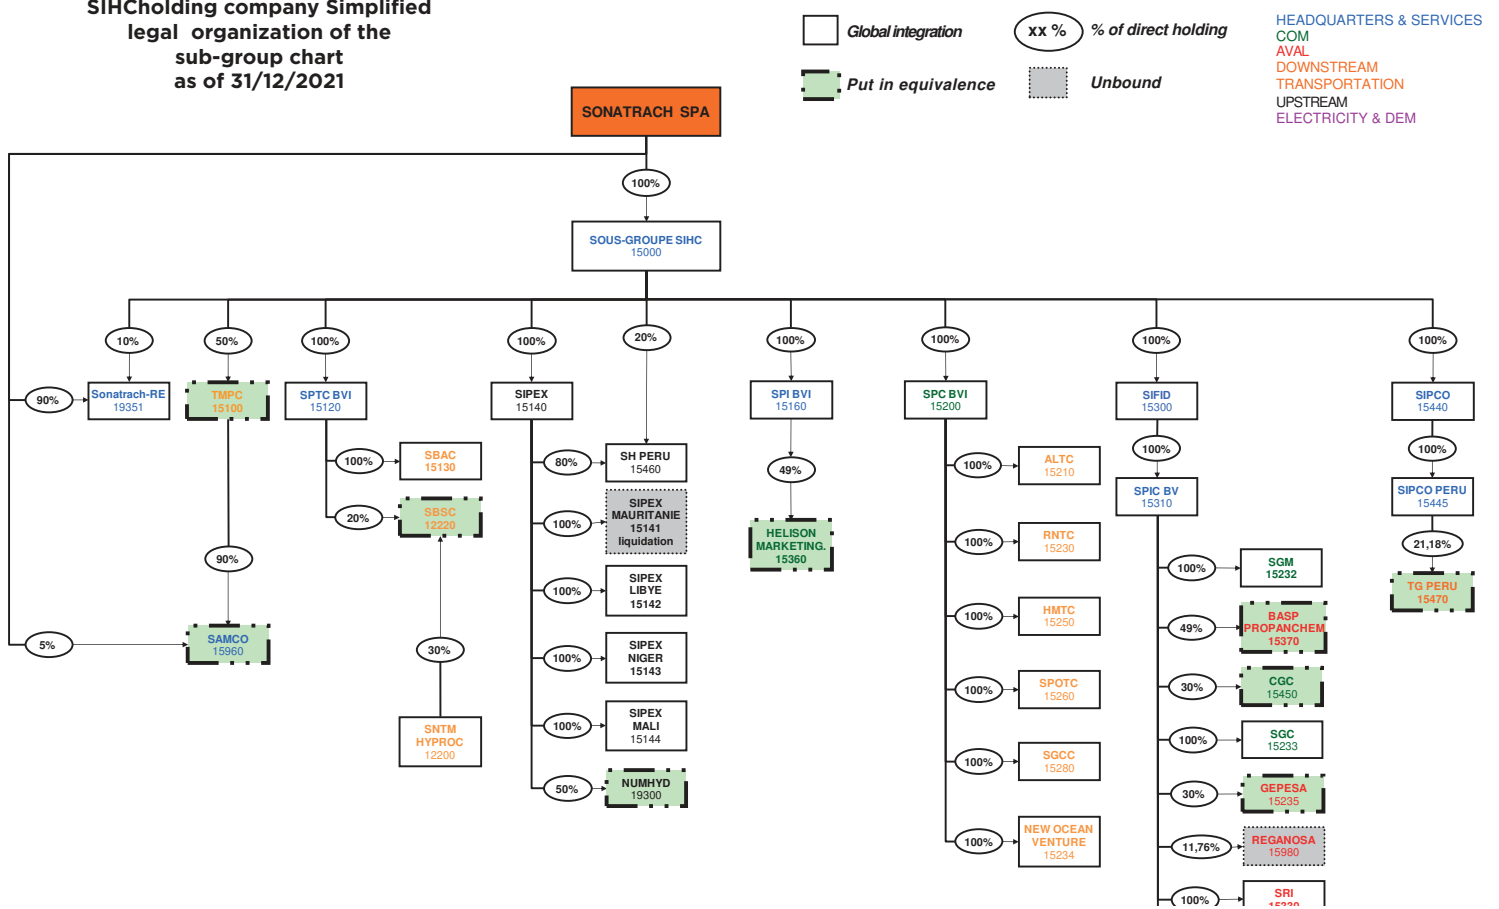 SIHCholding company Simplified
legal organization of the
sub-group chart
as of 31/12/2021
Global integration
xx %
% of direct holding
Put in equivalence
Unbound
HEADQUARTERS & SERVICES
COM
AVAL
DOWNSTREAM
TRANSPORTATION
UPSTREAM
ELECTRICITY & DEM
SONATRACH SPA
100%
SOUS-GROUPE SIHC
15000
10%
50%
100%
100%
20%
100%
100%
100%
100%
90%
Sonatrach-RE
19351
TMPC
15100
SPTC BVI
15120
SIPEX
15140
SPI BVI
15160
SPC BVI
15200
SIFID
15300
SIPCO
15440
100%
SBAC
15130
20%
SBSC
12220
30%
SNTM
HYPROC
12200
90%
5%
SAMCO
15960
80%
SH PERU
15460
100%
SIPEX
MAURITANIE
15141
liquidation
100%
SIPEX
LIBYE
15142
100%
SIPEX
NIGER
15143
100%
SIPEX
MALI
15144
50%
NUMHYD
19300
49%
HELISON
MARKETING.
15360
100%
ALTC
15210
100%
RNTC
15230
100%
HMTC
15250
100%
SPOTC
15260
100%
SGCC
15280
100%
NEW OCEAN
VENTURE
15234
100%
SPIC BV
15310
100%
SGM
15232
49%
BASP
PROPANCHEM
15370
30%
CGC
15450
100%
SGC
15233
30%
GEPESA
15235
11,76%
REGANOSA
15980
100%
SRI
100%
SIPCO PERU
15445
21,18%
TG PERU
15470